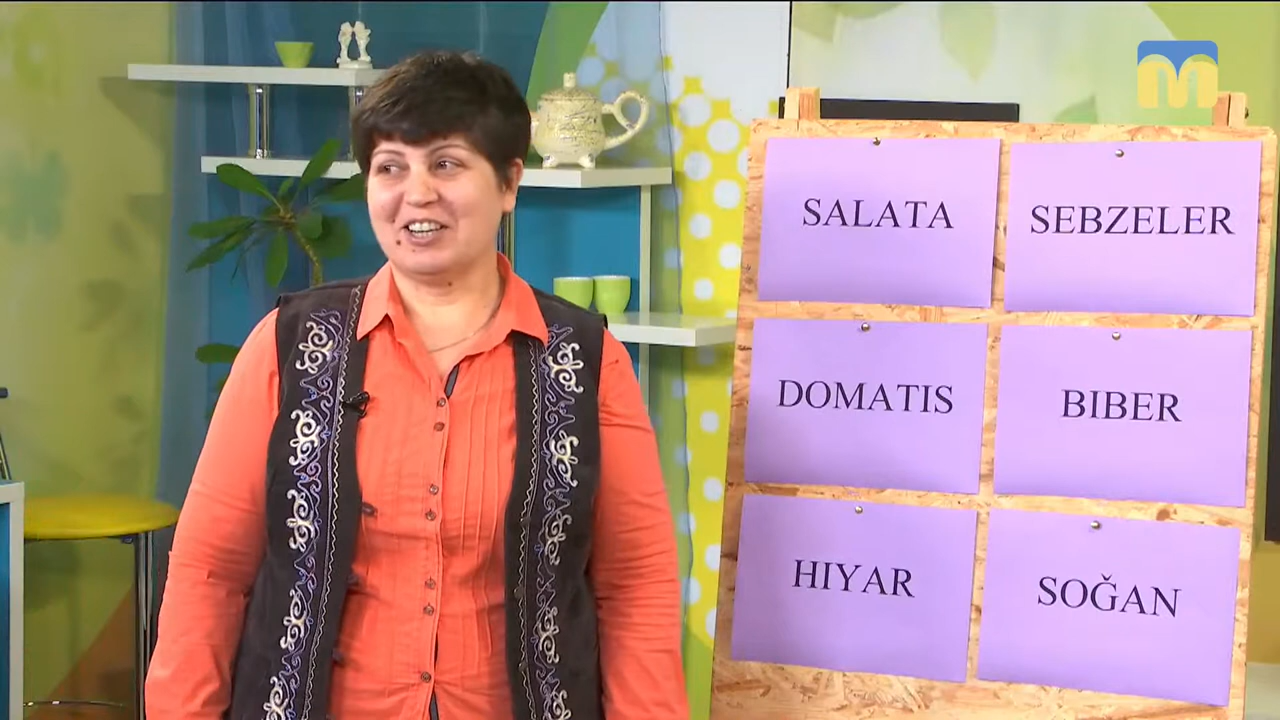 SALATA
SEBZELER
DOMATIS
BIBER
HIYAR
SOĞAN
M